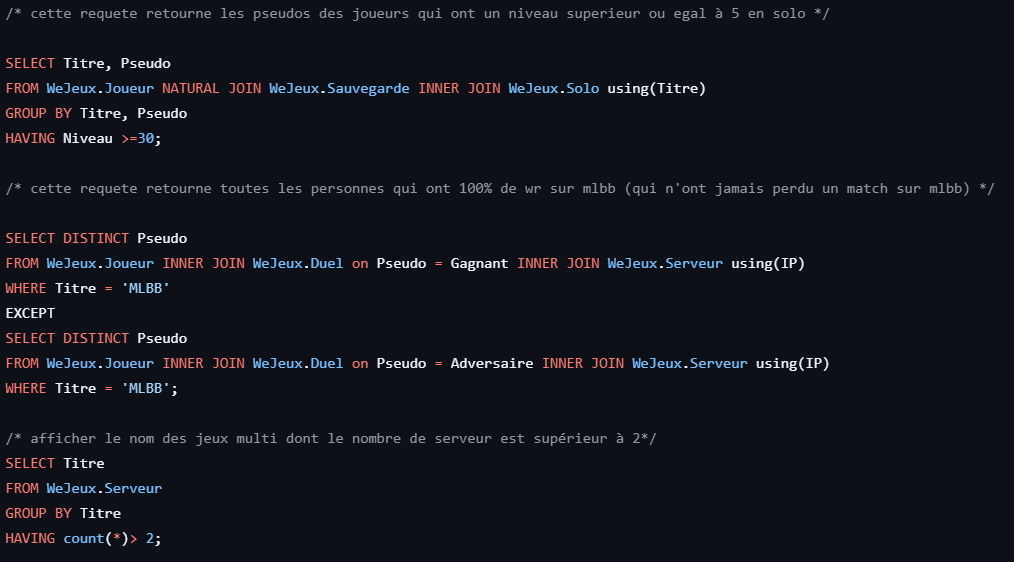 /* cette requete retourne les pseudos des joueurs qui ont un niveau superieur ou egal à 5 en solo */
SELECT Titre, Pseudo
FROM WeJeux.Joueur NATURAL JOIN WeJeux.Sauvegarde INNER JOIN WeJeux.Solo using(Titre)
GROUP BY Titre, Pseudo
HAVING Niveau >=30;
/* cette requete retourne toutes les personnes qui ont 100% de wr sur mlbb (qui n'ont jamais perdu un match sur mlbb) */
SELECT DISTINCT Pseudo
FROM WeJeux.Joueur INNER JOIN WeJeux.Duel on Pseudo = Gagnant INNER JOIN WeJeux.Serveur using(IP)
WHERE Titre = 'MLBB'
EXCEPT
SELECT DISTINCT Pseudo
FROM WeJeux.Joueur INNER JOIN WeJeux.Duel on Pseudo = Adversaire INNER JOIN WeJeux.Serveur using(IP)
WHERE Titre = 'MLBB';
/* afficher le nom des jeux multi dont le nombre de serveur est supérieur à 2*/
SELECT Titre
FROM WeJeux.Serveur
GROUP BY Titre
HAVING count(*)> 2;